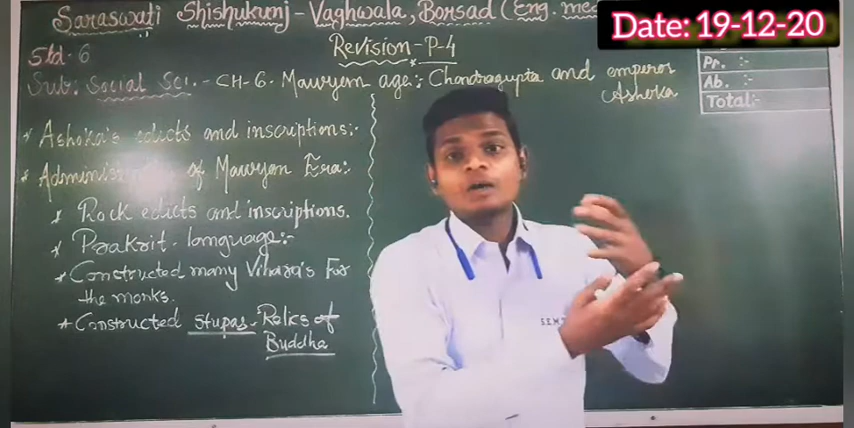 Saraswati Shishukunj - Vaghwala, Borsad (Eng. me
Date: 19-12-20
Std - 6
Revision - P-4
Sub: Social Sci. - CH-6. Mauryan age: Chandragupta and emperor Ashoka
Pr. :-
Ab. :-
Total:-
* Ashoka's edicts and inscriptions:-
* Administration of Mauryan Era:-
* Rock edicts and inscriptions.
* Prakrit language:-
* Constructed many Vihara's For
the monks.
* Constructed stupas - Relics of
Buddha